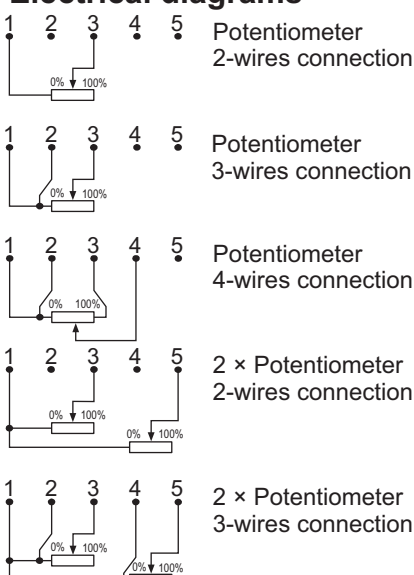 Electrical diagrams
1 2 3 4 5
Potentiometer
2-wires connection
0% 100%
1 2 3 4 5
Potentiometer
3-wires connection
0% 100%
1 2 3 4 5
Potentiometer
4-wires connection
0% 100%
1 2 3 4 5
2 × Potentiometer
2-wires connection
0% 100%
0% 100%
1 2 3 4 5
2 × Potentiometer
3-wires connection
0% 100%
0% 100%